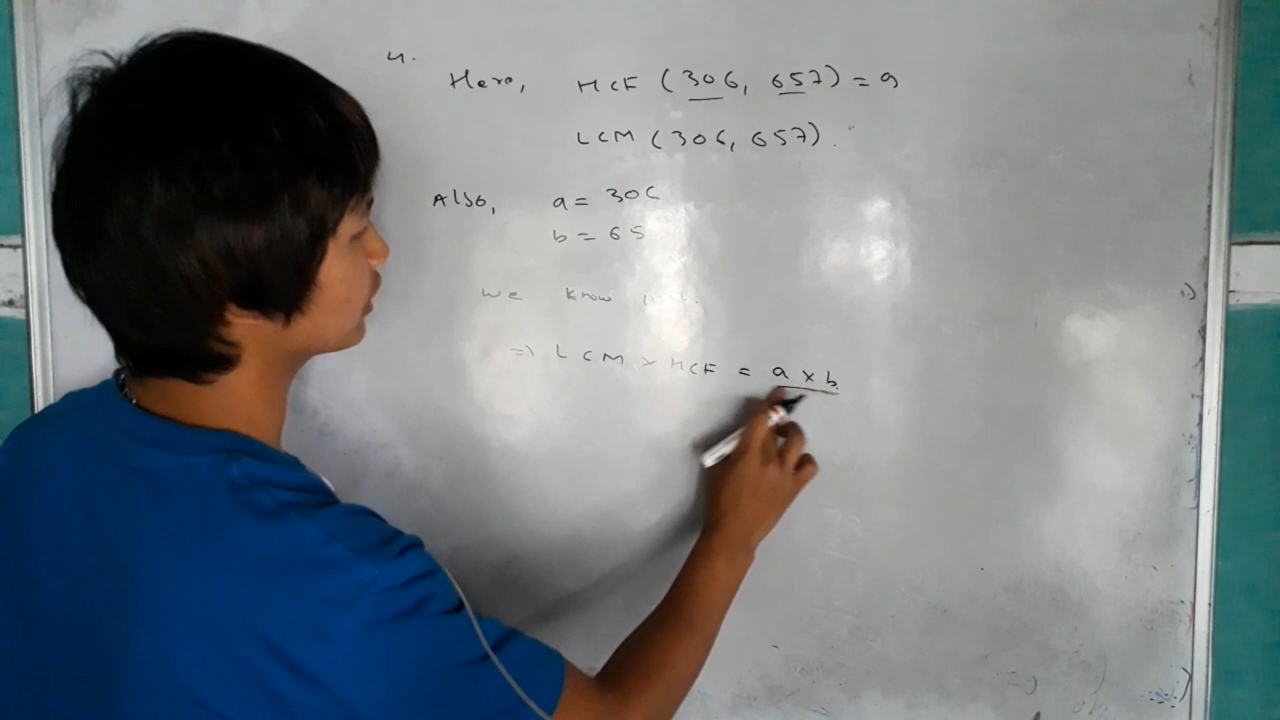 4.
Here, HCF (306, 657) = 9
LCM (306, 657).
Also, a = 306
b = 65
We know
=) LCM × HCF = a × b